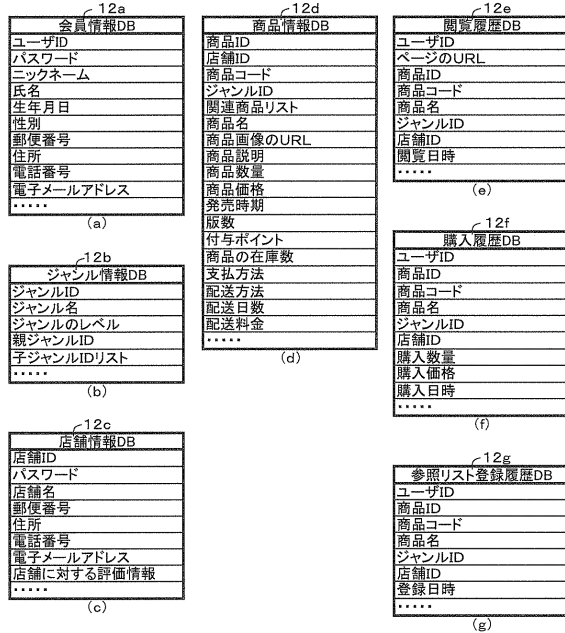 12a
会員情報DB
ユーザID
パスワード
ニックネーム
氏名
生年月日
性別
郵便番号
住所
電話番号
電子メールアドレス
・・・・・
(a)
12b
ジャンル情報DB
ジャンルID
ジャンル名
ジャンルのレベル
親ジャンルID
子ジャンルIDリスト
・・・・・
(b)
12c
店舗情報DB
店舗ID
パスワード
店舗名
郵便番号
住所
電話番号
電子メールアドレス
店舗に対する評価情報
・・・・・
(c)
12d
商品情報DB
商品ID
店舗ID
商品コード
ジャンルID
関連商品リスト
商品名
商品画像のURL
商品説明
商品数量
商品価格
発売時期
版数
付与ポイント
商品の在庫数
支払方法
配送方法
配送日数
配送料金
・・・・・
(d)
12e
閲覧履歴DB
ユーザID
ページのURL
商品ID
商品コード
商品名
ジャンルID
店舗ID
閲覧日時
・・・・・
(e)
12f
購入履歴DB
ユーザID
商品ID
商品コード
商品名
ジャンルID
店舗ID
購入数量
購入価格
購入日時
・・・・・
(f)
12g
参照リスト登録履歴DB
ユーザID
商品ID
商品コード
商品名
ジャンルID
店舗ID
登録日時
・・・・・
(g)